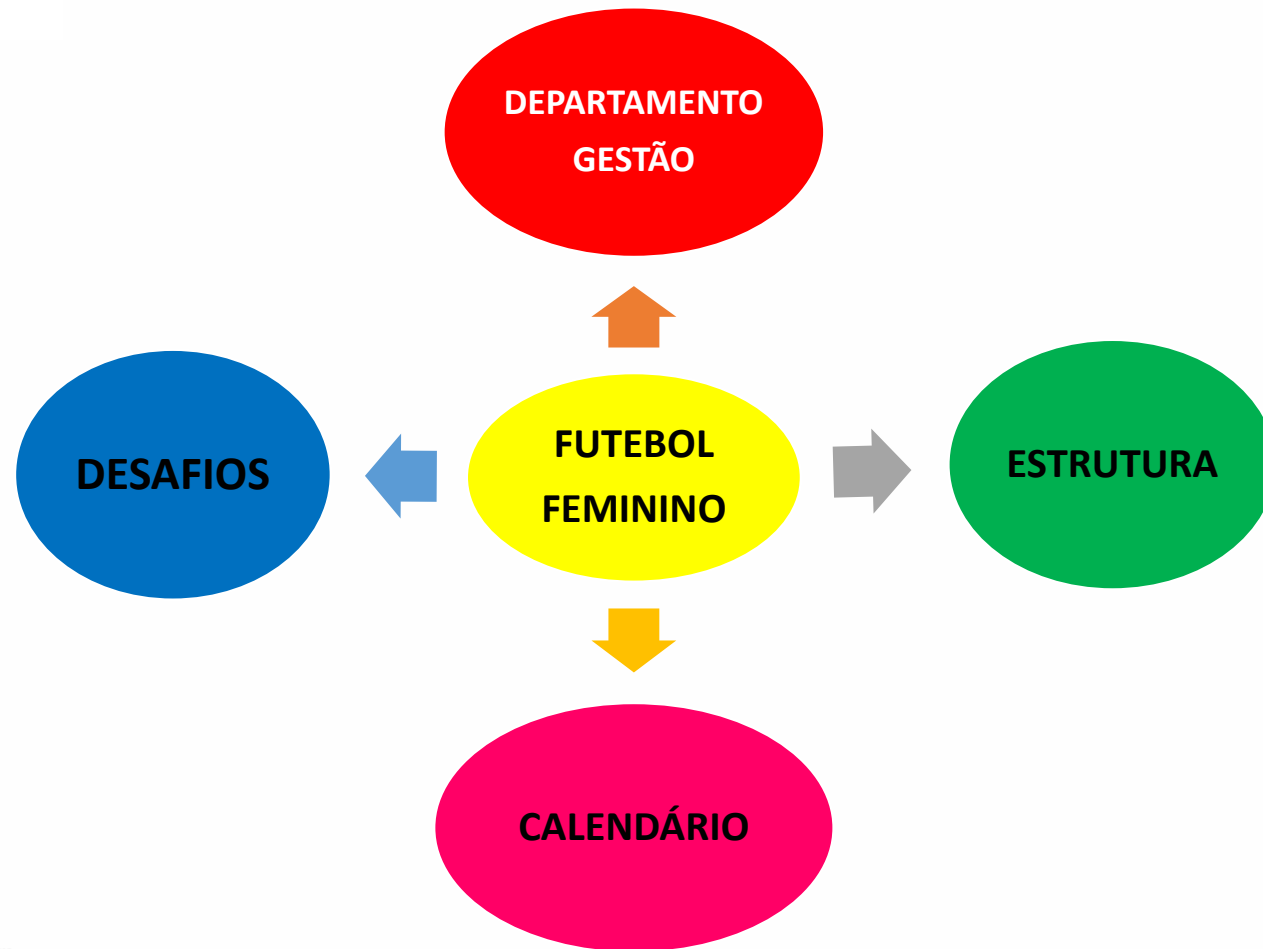 DEPARTAMENTO
GESTÃO
DESAFIOS
FUTEBOL
FEMININO
ESTRUTURA
CALENDÁRIO